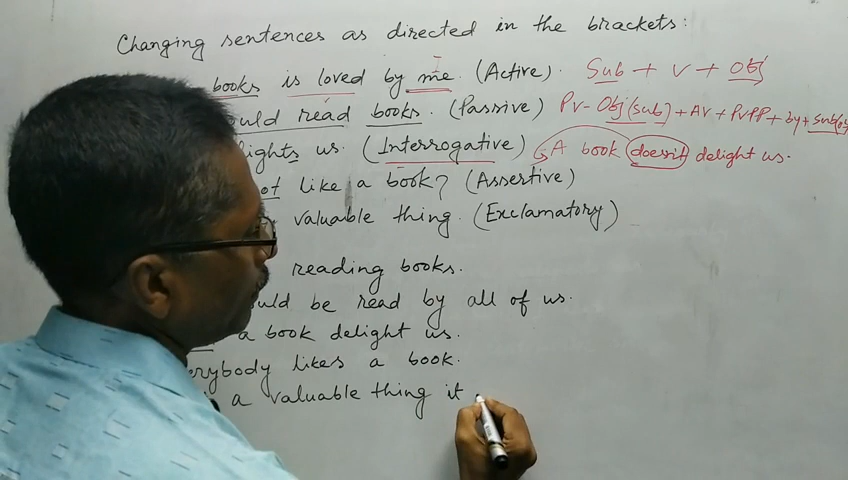 Changing sentences as directed in the brackets:
books is loved by me. (Active). Sub + V + Obj
ould read books. (Passive) PV - Obj(sub) + AV + PVPP + by + sub(
lights us. (Interrogative) A book doesn't delight us.
ot like a book? (Assertive)
valuable thing. (Exclamatory)
reading books.
uld be read by all of us.
a book delight us.
erybody likes a book.
a valuable thing it